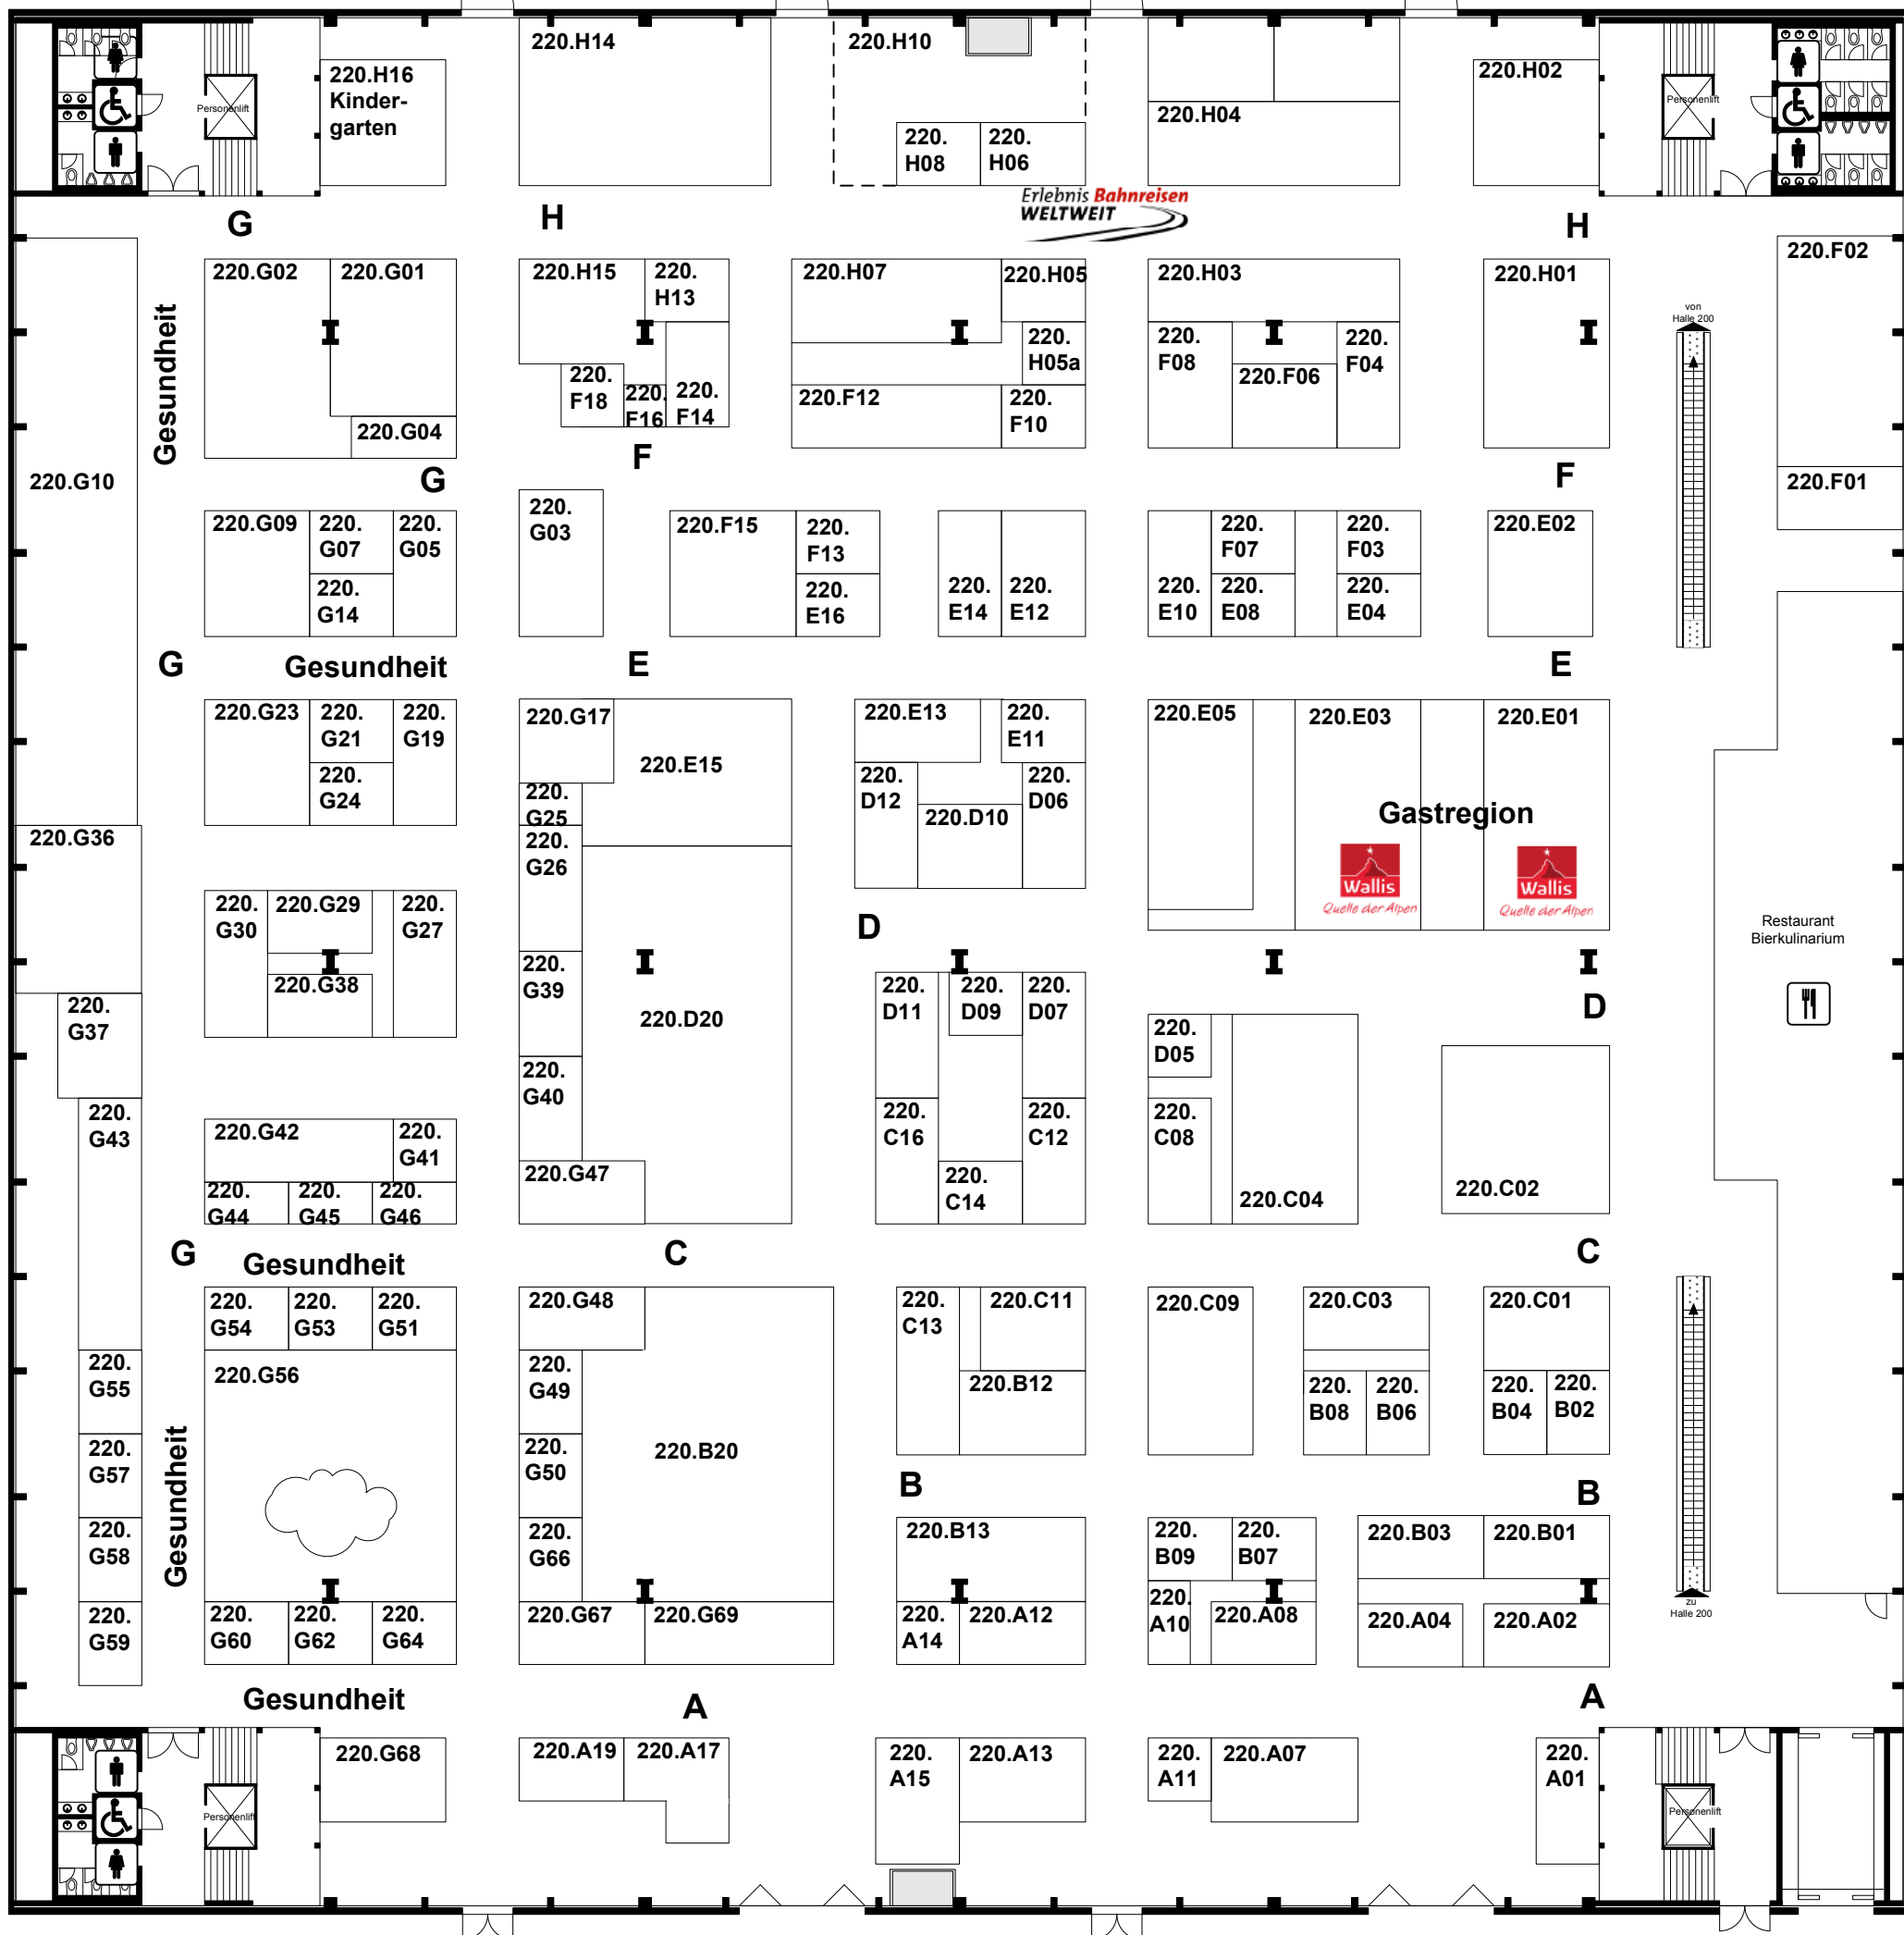 220.H14
220.H10
220.H16
Kinder-
garten
220.H02
220.H04
220.
H08
220.
H06
Personenlift
Personenlift
Erlebnis Bahnreisen
WELTWEIT
G
H
H
220.F02
220.G02
220.G01
220.H15
220.
H13
220.H07
220.H05
220.H03
220.H01
von
Halle 200
Gesundheit
220.
H05a
220.
F08
220.F06
220.
F04
220.
F18
220.
F16
220.
F14
220.F12
220.
F10
220.G04
F
F
220.G10
G
220.F01
220.G09
220.
G07
220.
G05
220.
G03
220.F15
220.
F13
220.
F07
220.
F03
220.E02
220.
G14
220.
E16
220.
E14
220.
E12
220.
E10
220.
E08
220.
E04
G
Gesundheit
E
E
220.G23
220.
G21
220.
G19
220.G17
220.E15
220.E13
220.
E11
220.E05
220.E03
220.E01
220.
G24
220.
G25
220.
D12
220.D10
220.
D06
Gastregion
220.G36
220.
G26
Wallis
Quelle der Alpen
Wallis
Quelle der Alpen
220.
G30
220.G29
220.
G27
D
Restaurant
Bierkulinarium
220.G38
220.
G39
220.D20
220.
D11
220.
D09
220.
D07
D
220.
G37
220.
D05
220.
G40
220.
G43
220.G42
220.
G41
220.
C16
220.
C12
220.
C08
220.G47
220.
C14
220.C04
220.C02
220.
G44
220.
G45
220.
G46
G
Gesundheit
C
C
220.
G54
220.
G53
220.
G51
220.G48
220.
C13
220.C11
220.C09
220.C03
220.C01
220.
G55
220.G56
220.
G49
220.B12
220.
B08
220.
B06
220.
B04
220.
B02
220.
G57
220.
G50
220.B20
Gesundheit
B
B
220.
G58
220.
G66
220.B13
220.
B09
220.
B07
220.B03
220.B01
220.
G59
220.
G60
220.
G62
220.
G64
220.G67
220.G69
220.
A14
220.A12
220.
A10
220.A08
220.A04
220.A02
zu
Halle 200
Gesundheit
A
A
220.G68
220.A19
220.A17
220.
A15
220.A13
220.
A11
220.A07
220.
A01
Personenlift
Personenlift